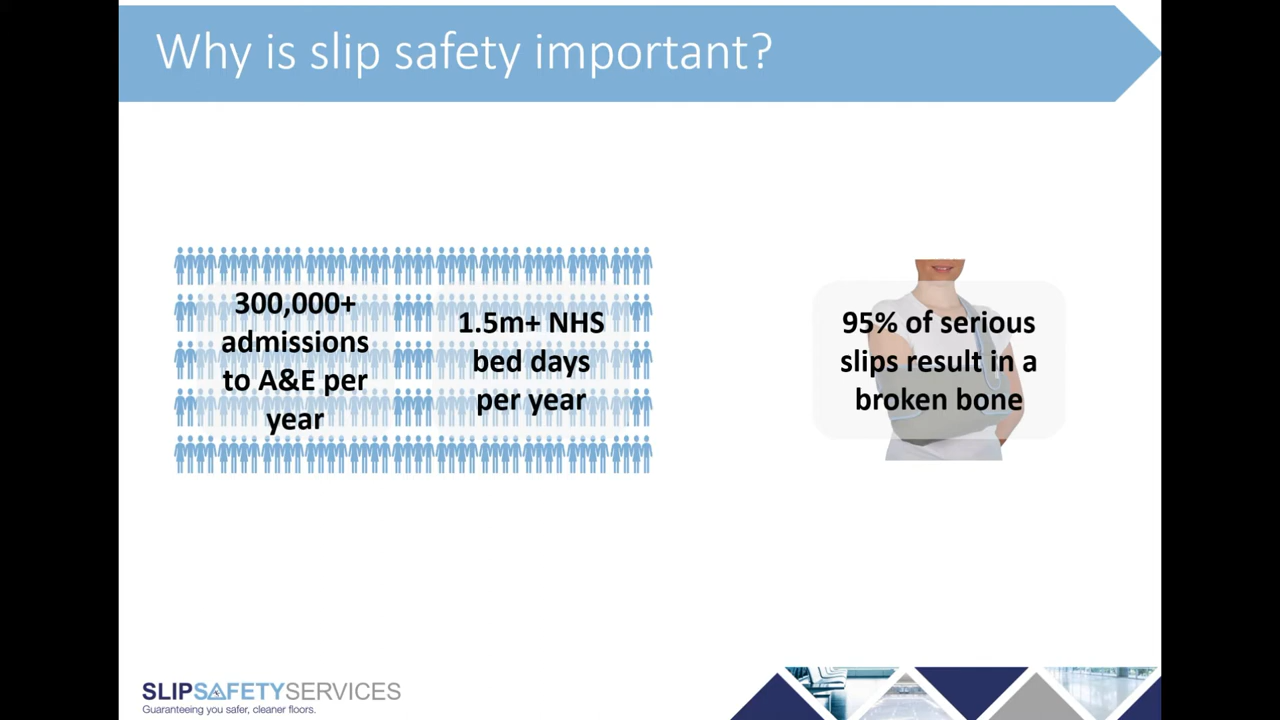 Why is slip safety important?
300,000+
admissions
to A&E per
year
1.5m+ NHS
bed days
per year
95% of serious
slips result in a
broken bone
SLIPSAFETYSERVICES
Guaranteeing you safer, cleaner floors.